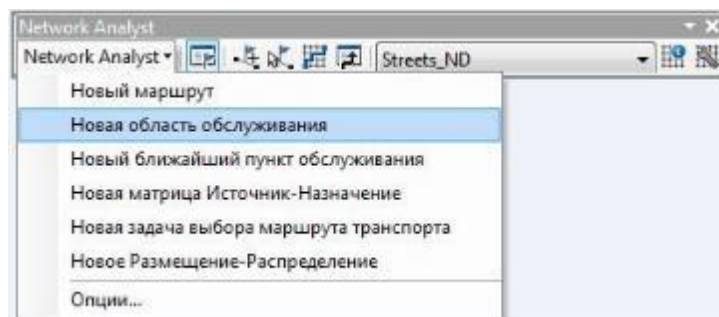 Network Analyst
Network Analyst Streets_ND
Новый маршрут
Новая область обслуживания
Новый ближайший пункт обслуживания
Новая матрица Источник-Назначение
Новая задача выбора маршрута транспорта
Новое Размещение-Распределение
Опции...